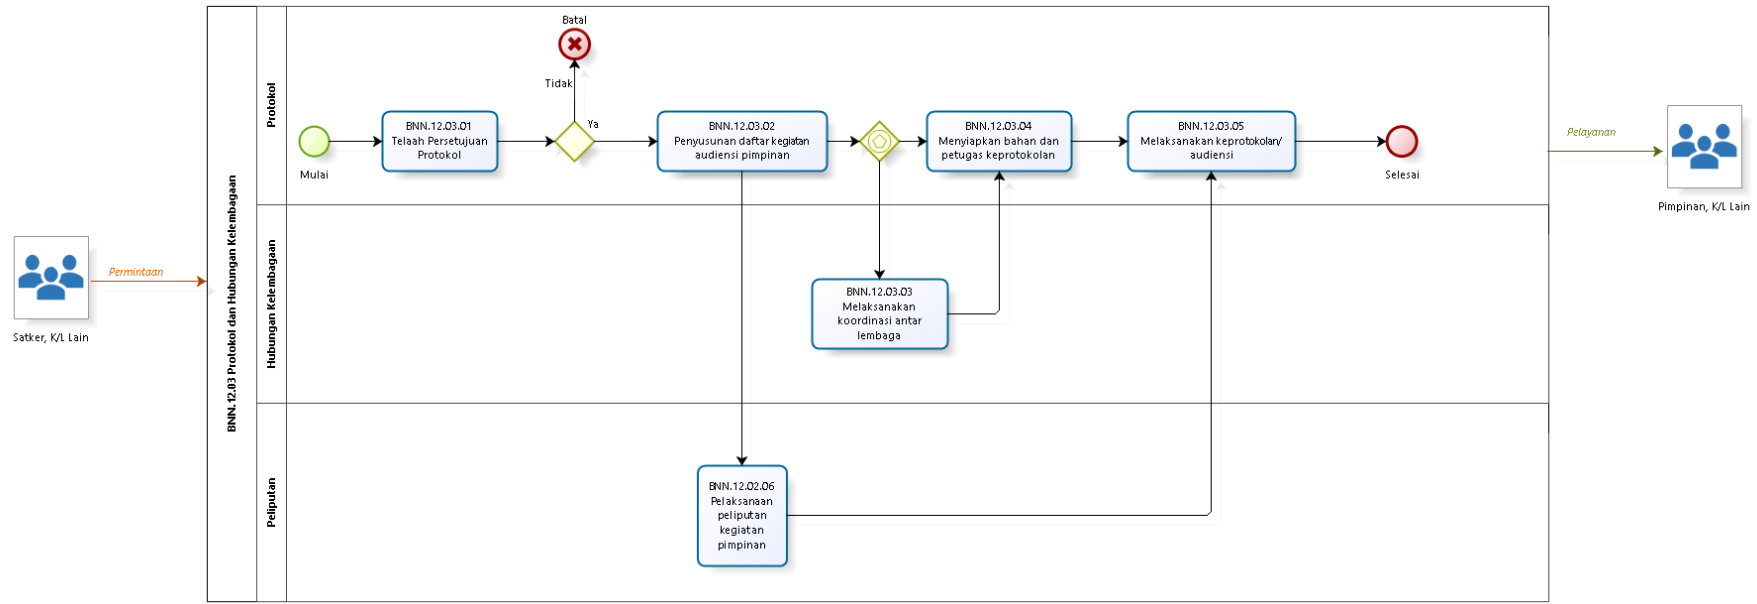 Batal
Tidak
Ya
Protokol
Mulai
BNN.12.03.01
Telaah Persetujuan
Protokol
BNN.12.03.02
Penyusunan daftar kegiatan
audiensi pimpinan
BNN.12.03.04
Menyiapkan bahan dan
petugas keprotokolan
BNN.12.03.05
Melaksanakan keprotokolan/
audiensi
Selesai
Pelayanan
Pimpinan, K/L Lain
Permintaan
Satker, K/L Lain
BNN.12.03 Protokol dan Hubungan Kelembagaan
Hubungan Kelembagaan
BNN.12.03.03
Melaksanakan
koordinasi antar
lembaga
Peliputan
BNN.12.02.06
Pelaksanaan
peliputan
kegiatan
pimpinan